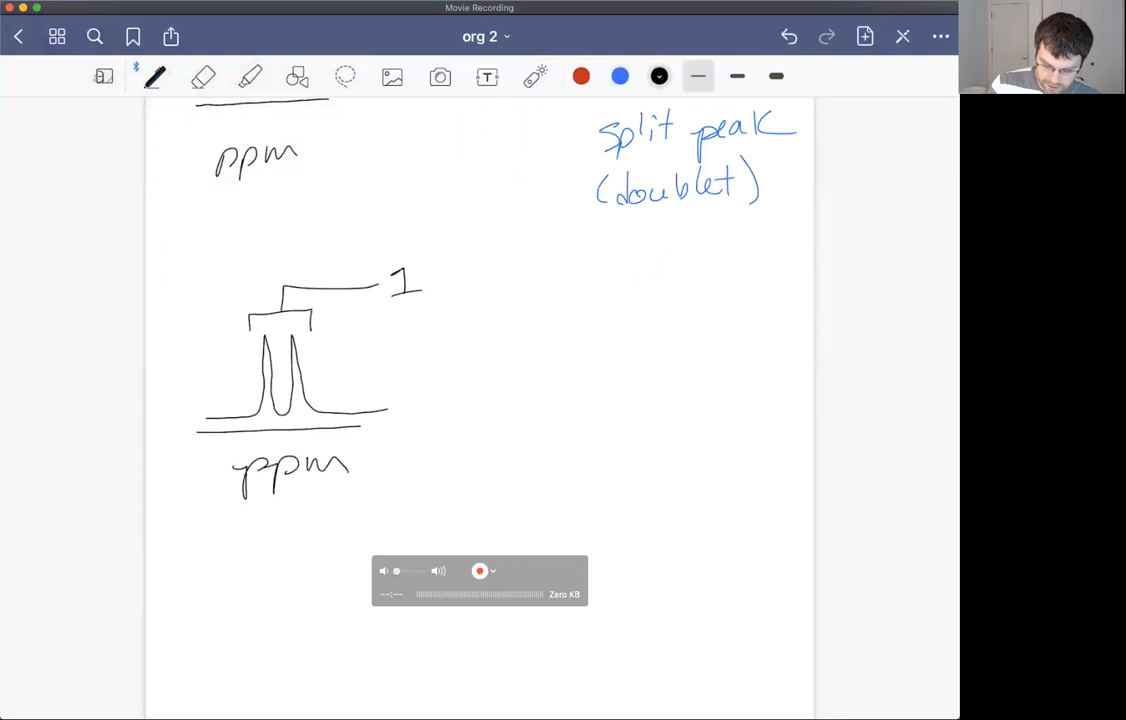 Movie Recording
org 2
split peak
(doublet)
ppm
1
ppm
--:--
Zero KB